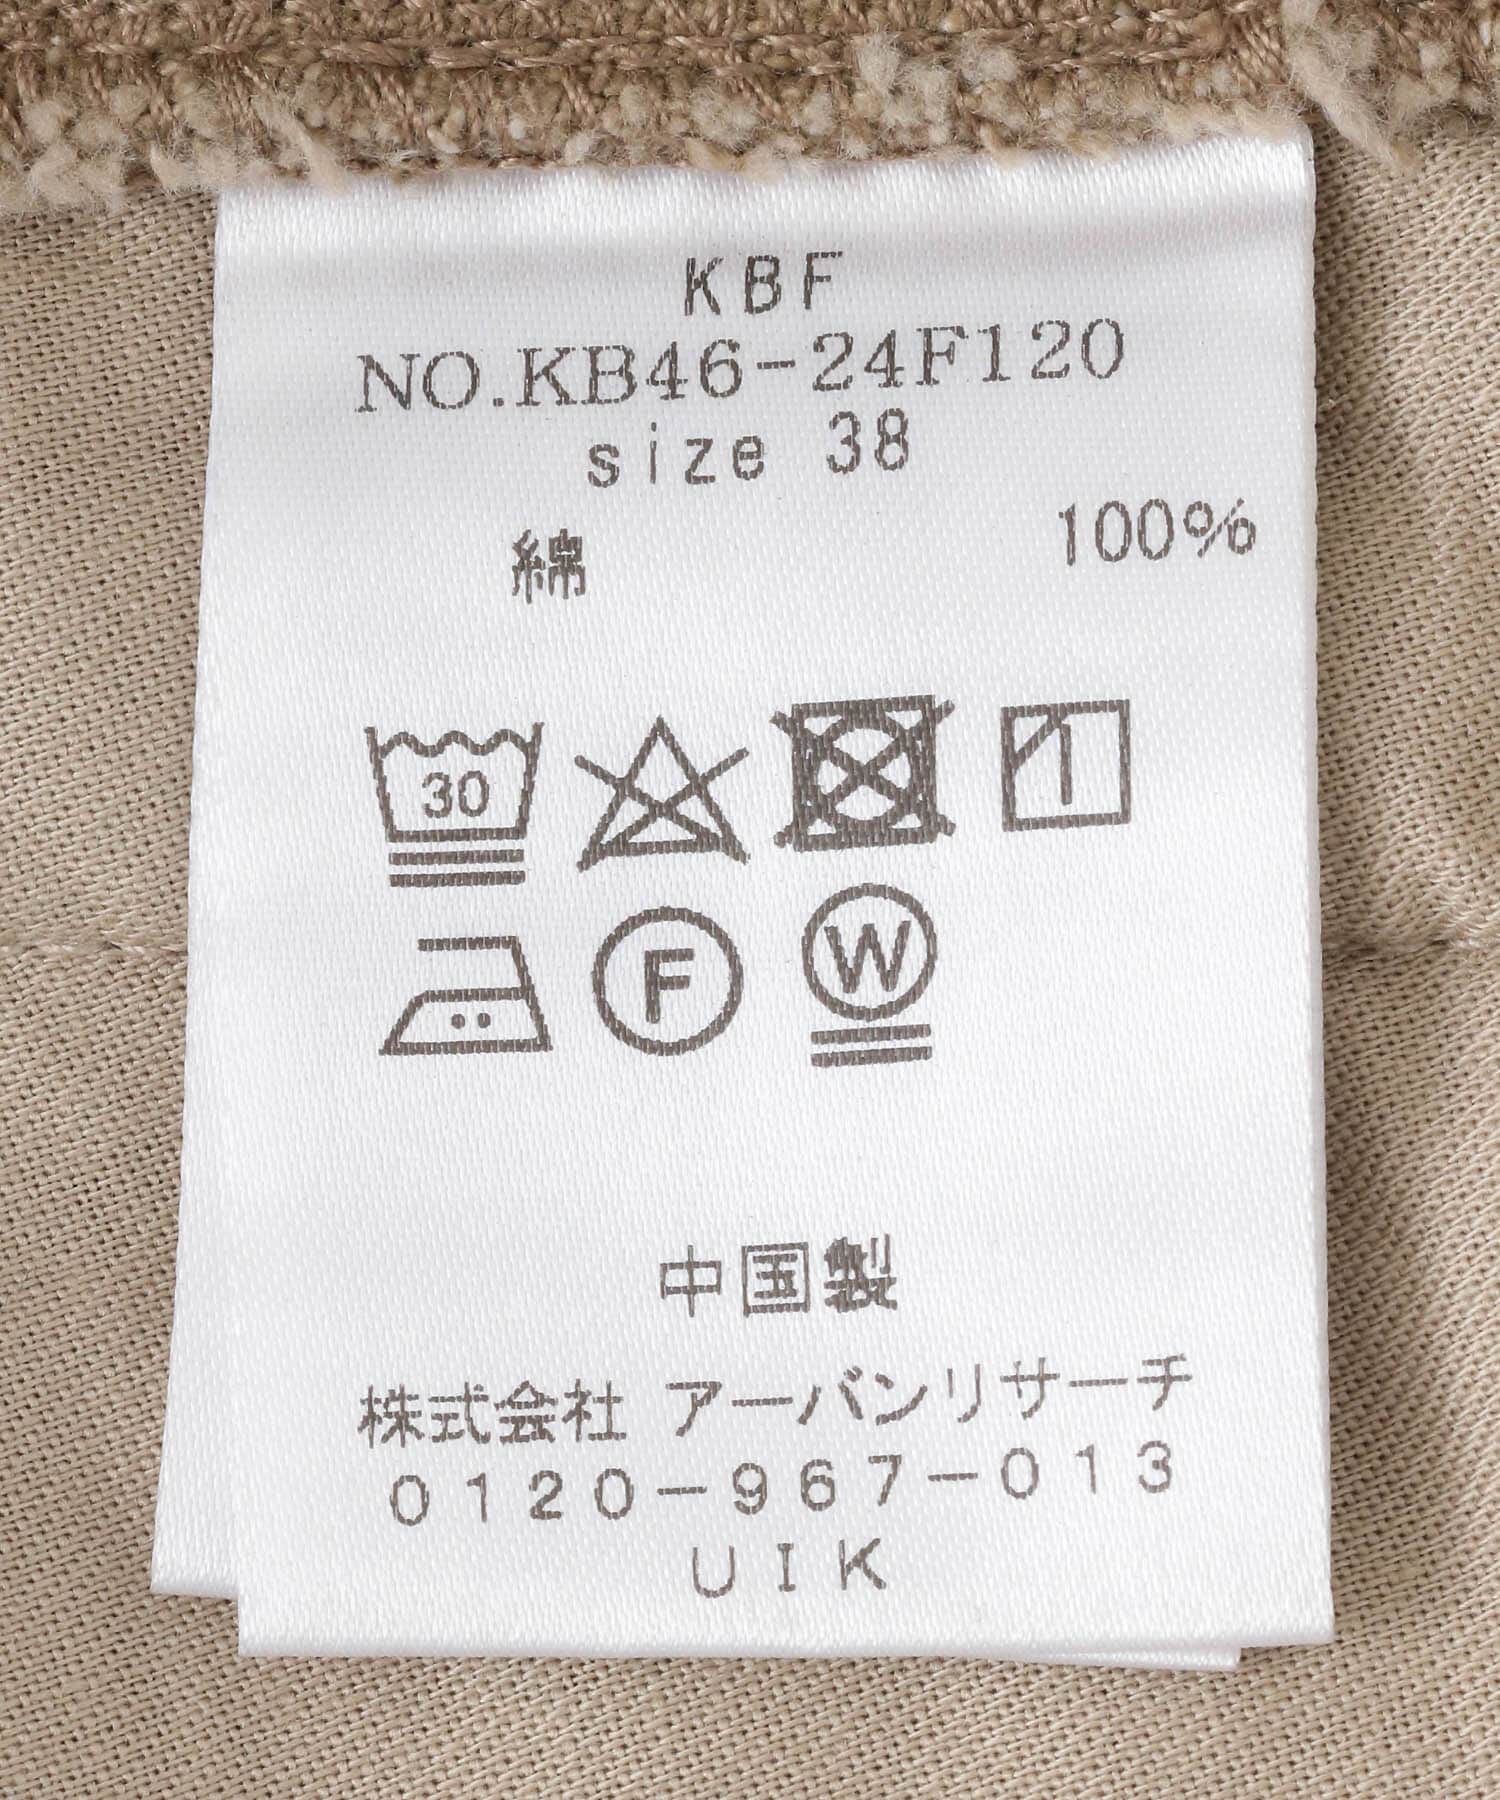 KBF
NO.KB46-24F120
size 38
綿 100%
30
F W
中国製
株式会社 アーバンリサーチ
0120-967-013
UIK